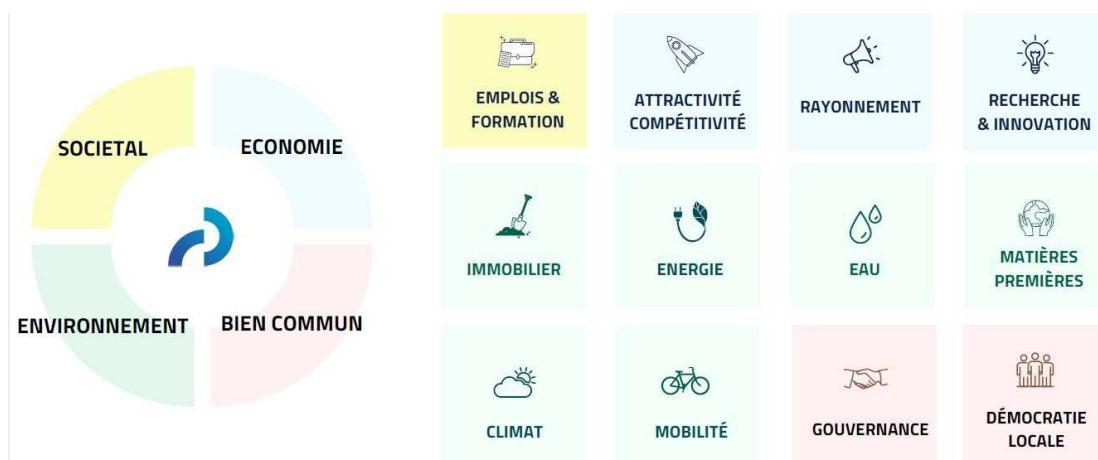 SOCIETAL
ECONOMIE
ENVIRONNEMENT
BIEN COMMUN
EMPLOIS &
FORMATION
ATTRACTIVITÉ
COMPÉTITIVITÉ
RAYONNEMENT
RECHERCHE
& INNOVATION
IMMOBILIER
ENERGIE
EAU
MATIÈRES
PREMIÈRES
CLIMAT
MOBILITÉ
GOUVERNANCE
DÉMOCRATIE
LOCALE